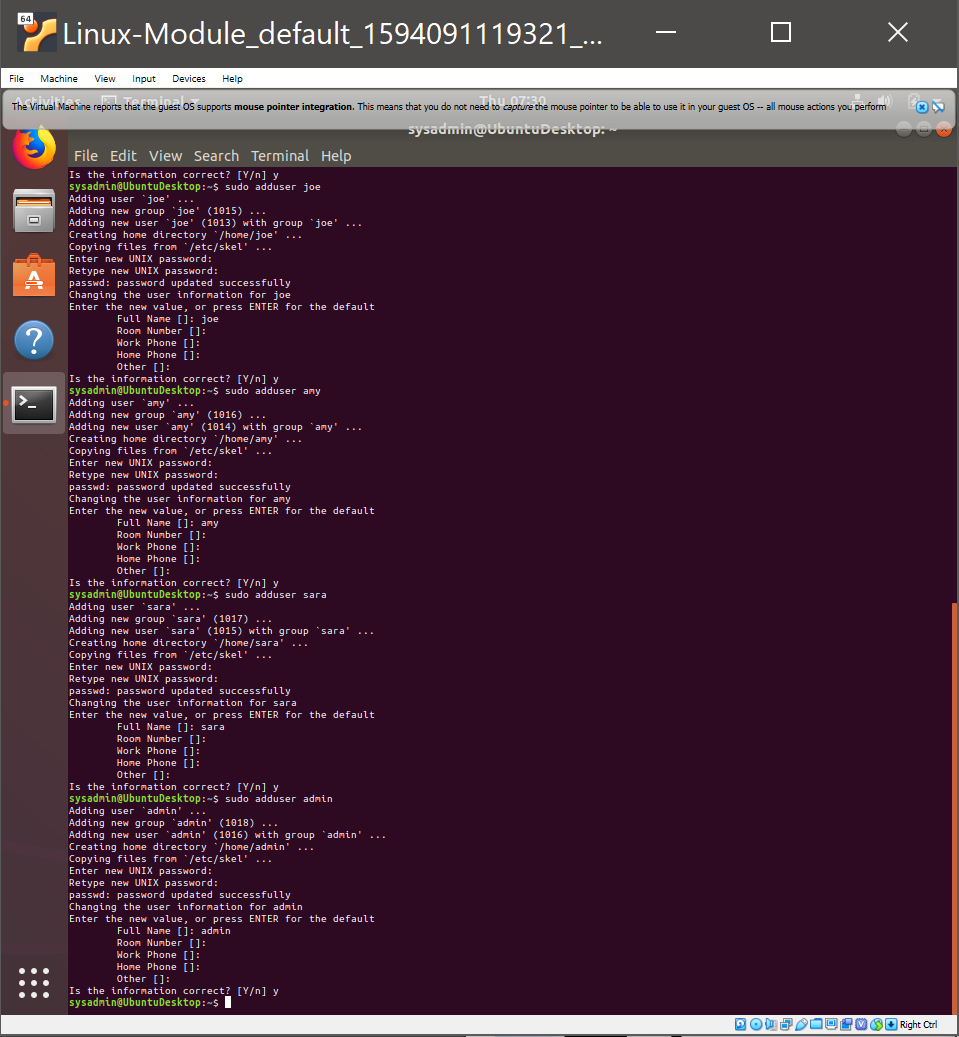 64
Linux-Module_default_1594091119321_...
File Machine View Input Devices Help
The Virtual Machine reports that the guest OS supports mouse pointer integration. This means that you do not need to capture the mouse pointer to be able to use it in your guest OS -- all mouse actions you perform
Activities Terminal Thu 07:30
sysadmin@UbuntuDesktop: ~
File Edit View Search Terminal Help
Is the information correct? [Y/n] y
sysadmin@UbuntuDesktop:~$ sudo adduser joe
Adding user `joe' ...
Adding new group `joe' (1015) ...
Adding new user `joe' (1013) with group `joe' ...
Creating home directory `/home/joe' ...
Copying files from `/etc/skel' ...
Enter new UNIX password:
Retype new UNIX password:
passwd: password updated successfully
Changing the user information for joe
Enter the new value, or press ENTER for the default
Full Name []: joe
Room Number []:
Work Phone []:
Home Phone []:
Other []:
Is the information correct? [Y/n] y
sysadmin@UbuntuDesktop:~$ sudo adduser amy
Adding user `amy' ...
Adding new group `amy' (1016) ...
Adding new user `amy' (1014) with group `amy' ...
Creating home directory `/home/amy' ...
Copying files from `/etc/skel' ...
Enter new UNIX password:
Retype new UNIX password:
passwd: password updated successfully
Changing the user information for amy
Enter the new value, or press ENTER for the default
Full Name []: amy
Room Number []:
Work Phone []:
Home Phone []:
Other []:
Is the information correct? [Y/n] y
sysadmin@UbuntuDesktop:~$ sudo adduser sara
Adding user `sara' ...
Adding new group `sara' (1017) ...
Adding new user `sara' (1015) with group `sara' ...
Creating home directory `/home/sara' ...
Copying files from `/etc/skel' ...
Enter new UNIX password:
Retype new UNIX password:
passwd: password updated successfully
Changing the user information for sara
Enter the new value, or press ENTER for the default
Full Name []: sara
Room Number []:
Work Phone []:
Home Phone []:
Other []:
Is the information correct? [Y/n] y
sysadmin@UbuntuDesktop:~$ sudo adduser admin
Adding user `admin' ...
Adding new group `admin' (1018) ...
Adding new user `admin' (1016) with group `admin' ...
Creating home directory `/home/admin' ...
Copying files from `/etc/skel' ...
Enter new UNIX password:
Retype new UNIX password:
passwd: password updated successfully
Changing the user information for admin
Enter the new value, or press ENTER for the default
Full Name []: admin
Room Number []:
Work Phone []:
Home Phone []:
Other []:
Is the information correct? [Y/n] y
sysadmin@UbuntuDesktop:~$
Right Ctrl